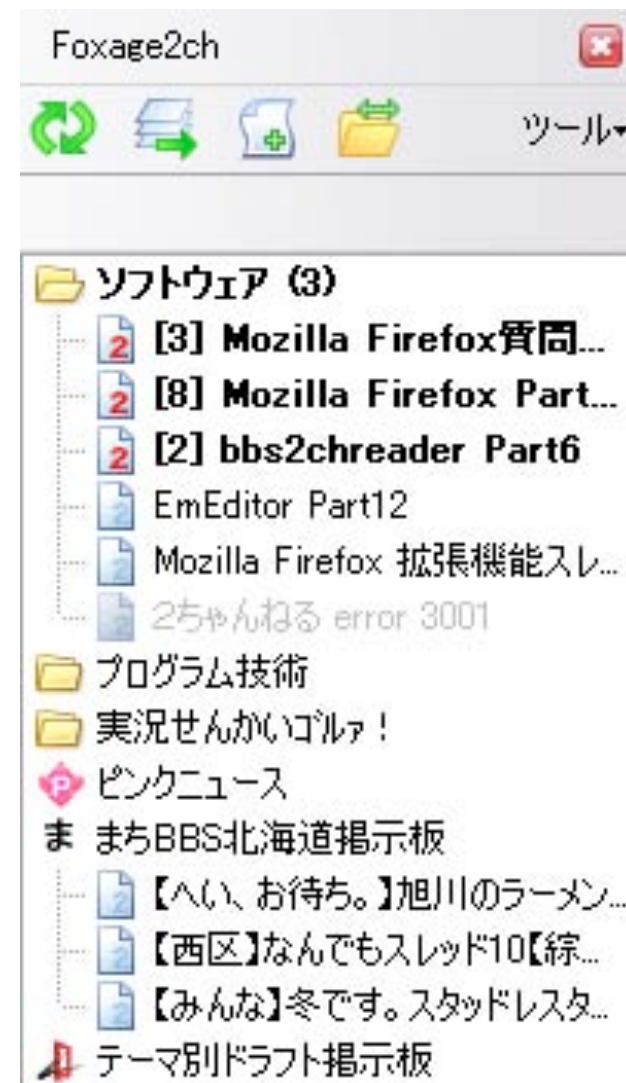 Foxage2ch
ツール
ソフトウェア (3)
[3] Mozilla Firefox質問...
[8] Mozilla Firefox Part...
[2] bbs2chreader Part6
EmEditor Part12
Mozilla Firefox 拡張機能スレ...
2ちゃんねる error 3001
プログラム技術
実況せんかいゴルァ！
ピンクニュース
ま まちBBS北海道掲示板
【へい、お待ち。】旭川のラーメン...
【西区】なんでもスレッド10【綜...
【みんな】冬です。スタッドレスタ...
テーマ別ドラフト掲示板